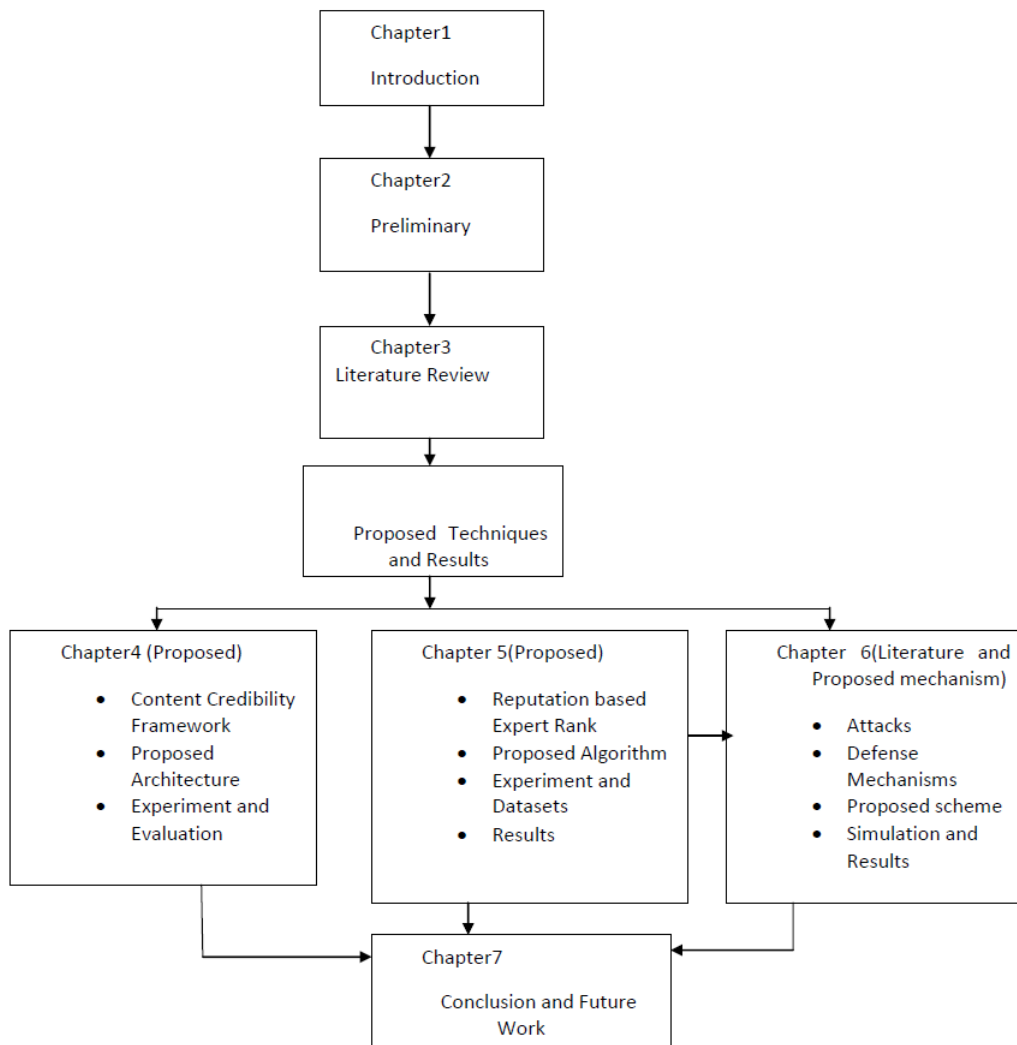 Chapter1
Introduction
Chapter2
Preliminary
Chapter3
Literature Review
Proposed Techniques
and Results
Chapter4 (Proposed)
• Content Credibility
Framework
• Proposed
Architecture
• Experiment and
Evaluation
Chapter 5(Proposed)
• Reputation based
Expert Rank
• Proposed Algorithm
• Experiment and
Datasets
• Results
Chapter 6(Literature and
Proposed mechanism)
• Attacks
• Defense
Mechanisms
• Proposed scheme
• Simulation and
Results
Chapter7
Conclusion and Future
Work